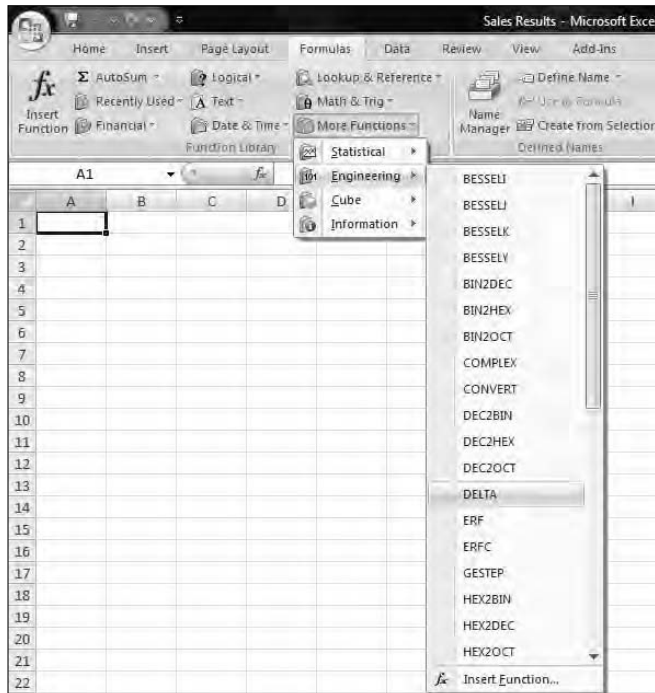 Sales Results - Microsoft Exce
Home Insert Page Layout Formulas Data Review View Add-Ins
fx Insert Function
Σ AutoSum
Recently Used
Financial
Logical
Text
Date & Time
Lookup & Reference
Math & Trig
More Functions
Function Library
Name Manager
Define Name
Use in Formula
Create from Selection
Defined Names
A1 fx
A B C D I
1
2
3
4
5
6
7
8
9
10
11
12
13
14
15
16
17
18
19
20
21
22
Statistical
Engineering
Cube
Information
BESSELI
BESSELJ
BESSELK
BESSELY
BIN2DEC
BIN2HEX
BIN2OCT
COMPLEX
CONVERT
DEC2BIN
DEC2HEX
DEC2OCT
DELTA
ERF
ERFC
GESTEP
HEX2BIN
HEX2DEC
HEX2OCT
fx Insert Function...